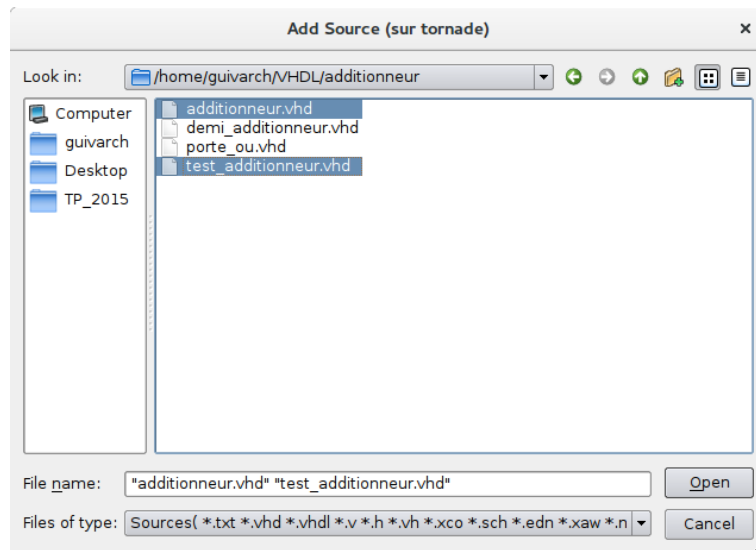 Add Source (sur tornade)
×
Look in:
/home/guivarch/VHDL/additionneur
Computer
guivarch
Desktop
TP_2015
additionneur.vhd
demi_additionneur.vhd
porte_ou.vhd
test_additionneur.vhd
File name:
"additionneur.vhd" "test_additionneur.vhd"
Open
Files of type:
Sources( *.txt *.vhd *.vhdl *.v *.h *.vh *.xco *.sch *.edn *.xaw *.n
Cancel